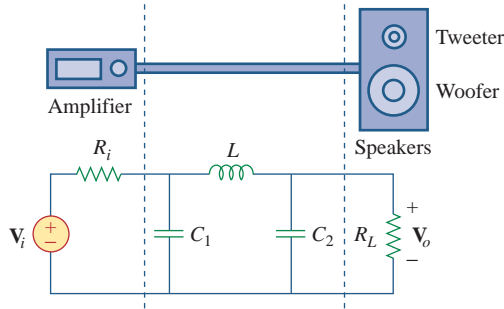 Tweeter
Woofer
Amplifier
Speakers
R_i
L
V_i
+
−
C_1
C_2
R_L
+
V_o
−